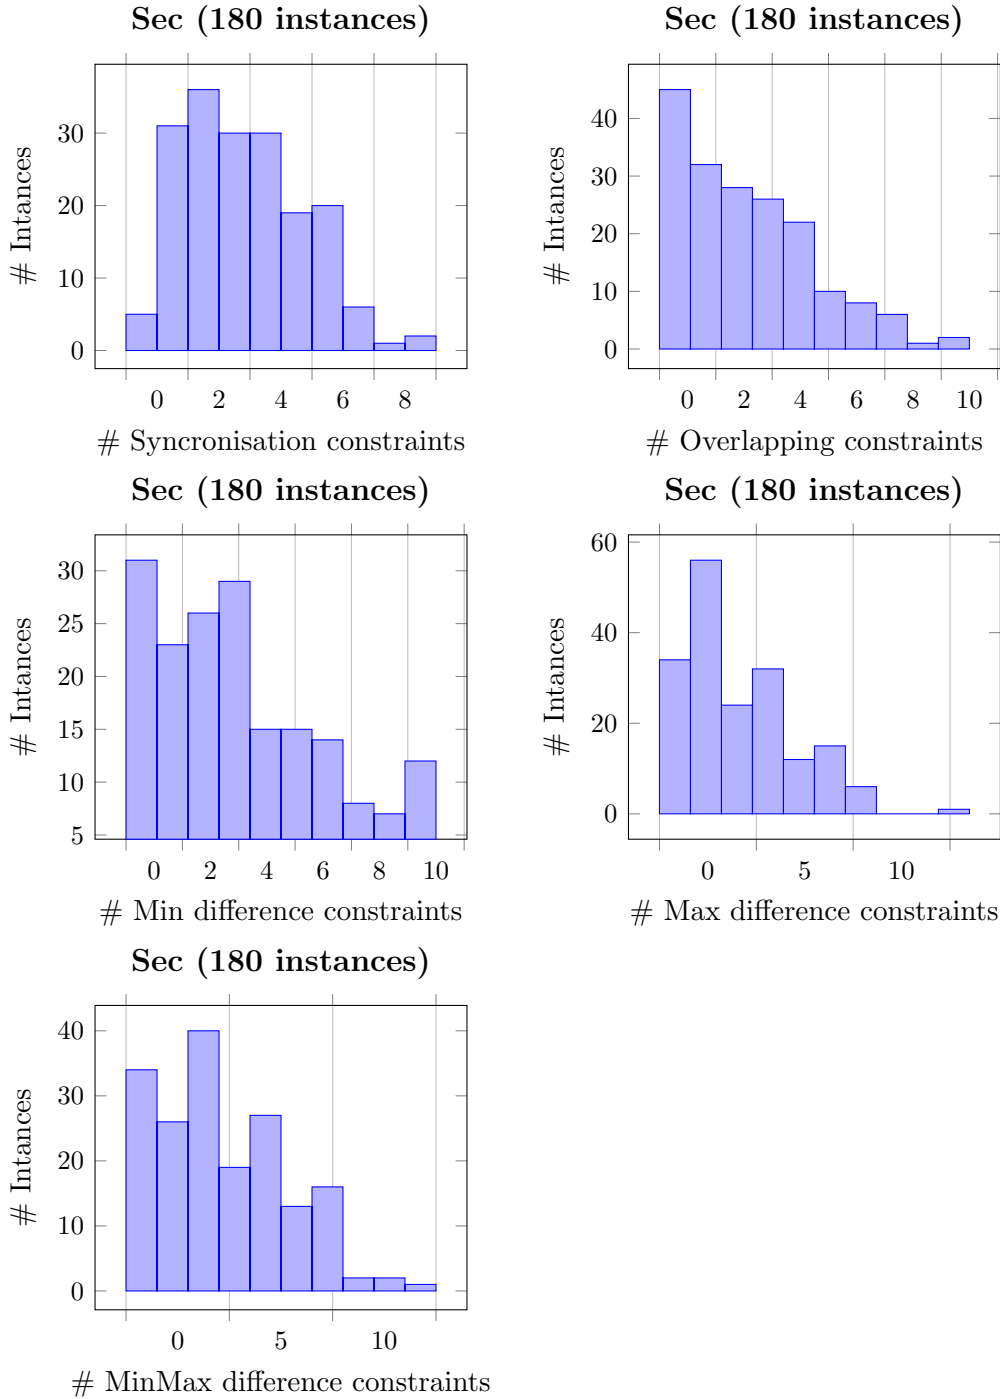 Sec (180 instances)
# Intances
30
20
10
0
0 2 4 6 8
# Syncronisation constraints
Sec (180 instances)
# Intances
40
30
20
10
0
0 2 4 6 8 10
# Overlapping constraints
Sec (180 instances)
# Intances
30
25
20
15
10
5
0 2 4 6 8 10
# Min difference constraints
Sec (180 instances)
# Intances
60
40
20
0
0 5 10
# Max difference constraints
Sec (180 instances)
# Intances
40
30
20
10
0
0 5 10
# MinMax difference constraints